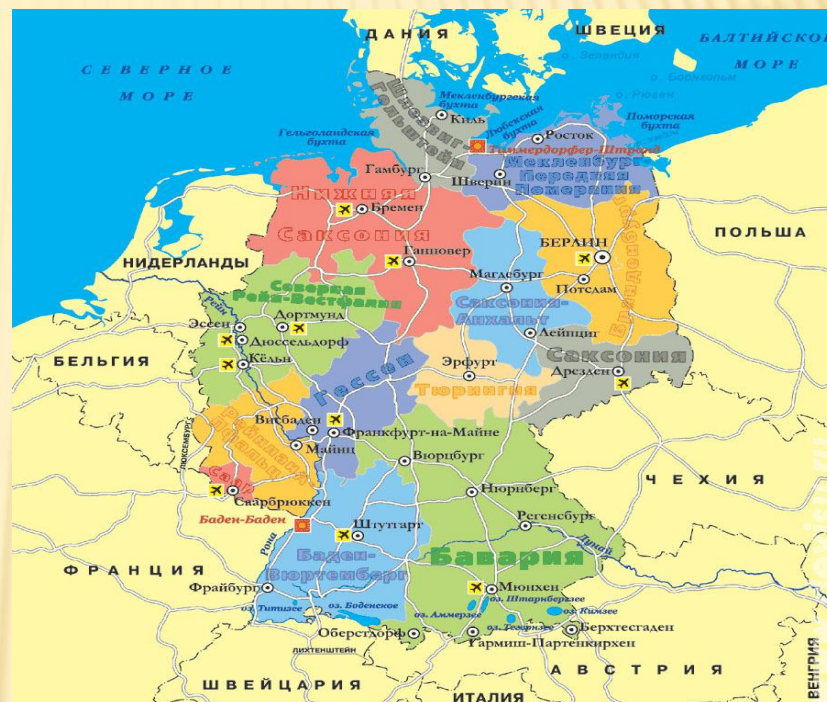 ДАНИЯ
ШВЕЦИЯ
БАЛТИЙСКОЕ
МОРЕ
СЕВЕРНОЕ
МОРЕ
о. Зеландия
о. Борнхольм
о. Рюген
Мекленбургская
бухта
Киль
Шлезвиг-
Гольштейн
Любекская
бухта
Поморская
бухта
Гельголандская
бухта
Росток
Тиммердорфер-Штранд
Мекленбург
Передняя
Померания
Гамбург
Шверин
Нижняя
Саксония
Бремен
ПОЛЬША
БЕРЛИН
Бранденбург
Ганновер
НИДЕРЛАНДЫ
Магдебург
Потсдам
Северная
Рейн-Вестфалия
Рейн
Саксония-
Анхальт
Эссен
Дортмунд
Дюссельдорф
Лейпциг
Саксония
БЕЛЬГИЯ
Кёльн
Гессен
Эрфурт
Дрезден
Тюрингия
ЛЮКСЕМБУРГ
Рейнланд-
Пфальц
Висбаден
Франкфурт-на-Майне
Майнц
Вюрцбург
саар
Саарбрюккен
Нюрнберг
ЧЕХИЯ
Баден-Баден
Регенсбург
Штутгарт
Рона
Дунай
Бавария
Баден-
Вюртемберг
ФРАНЦИЯ
Фрайбург
Мюнхен
оз. Титизее
оз. Боденское
оз. Аммерзее
оз. Штарнбергзее
оз. Кимзее
оз. Тегернзее
Оберстдорф
Гармиш-Партенкирхен
Берхтесгаден
ЛИХТЕНШТЕЙН
ШВЕЙЦАРИЯ
АВСТРИЯ
ИТАЛИЯ
ВЕНГРИЯ